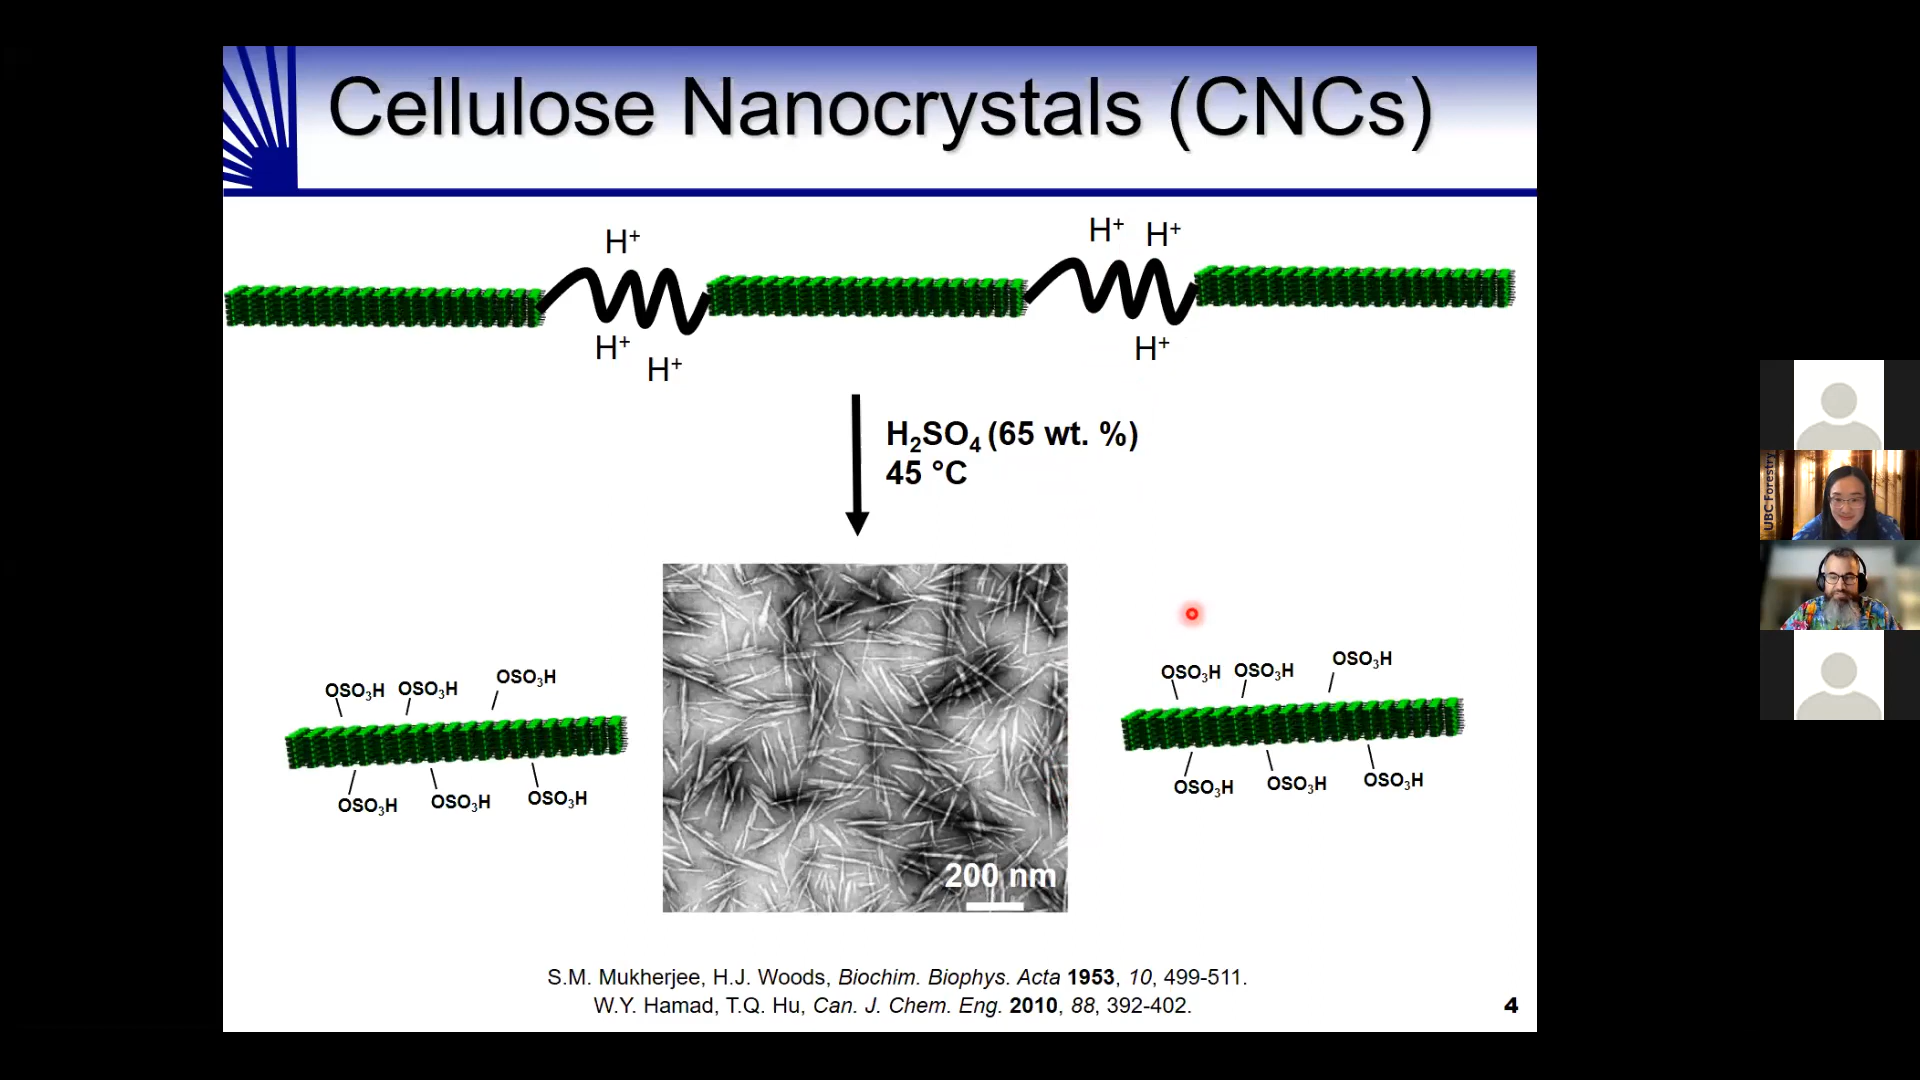 Cellulose Nanocrystals (CNCs)
H⁺
H⁺ H⁺
H⁺
H⁺
H⁺
H₂SO₄ (65 wt. %)
45 °C
OSO₃H OSO₃H OSO₃H
OSO₃H OSO₃H OSO₃H
200 nm
OSO₃H OSO₃H OSO₃H
OSO₃H OSO₃H OSO₃H
S.M. Mukherjee, H.J. Woods, Biochim. Biophys. Acta 1953, 10, 499-511.
W.Y. Hamad, T.Q. Hu, Can. J. Chem. Eng. 2010, 88, 392-402.
4
UBC Forestry